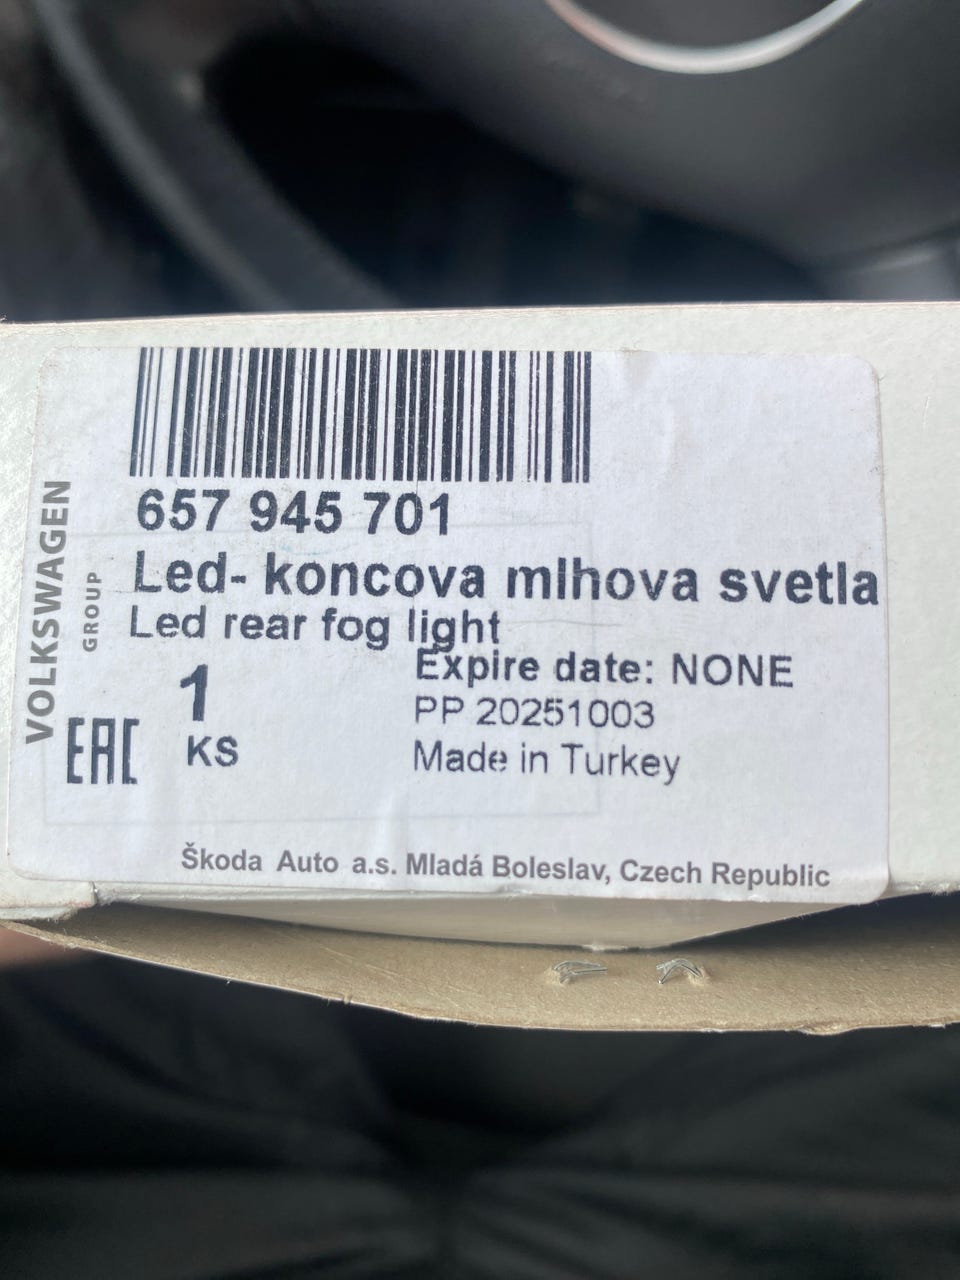 VOLKSWAGEN
GROUP
657 945 701
Led- koncova mlhova svetla
Led rear fog light
Expire date: NONE
1
PP 20251003
KS
Made in Turkey
EAC
Škoda Auto a.s. Mladá Boleslav, Czech Republic